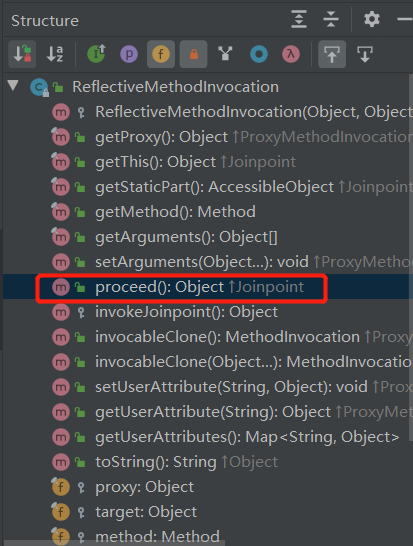 Structure
ReflectiveMethodInvocation
ReflectiveMethodInvocation(Object, Object
getProxy(): Object ↑ProxyMethodInvocation
getThis(): Object ↑Joinpoint
getStaticPart(): AccessibleObject ↑Joinpoint
getMethod(): Method
getArguments(): Object[]
setArguments(Object...): void ↑ProxyMetho
proceed(): Object ↑Joinpoint
invokeJoinpoint(): Object
invocableClone(): MethodInvocation ↑Proxy
invocableClone(Object...): MethodInvocation
setUserAttribute(String, Object): void ↑Prox
getUserAttribute(String): Object ↑ProxyMet
getUserAttributes(): Map<String, Object>
toString(): String ↑Object
proxy: Object
target: Object
method: Method